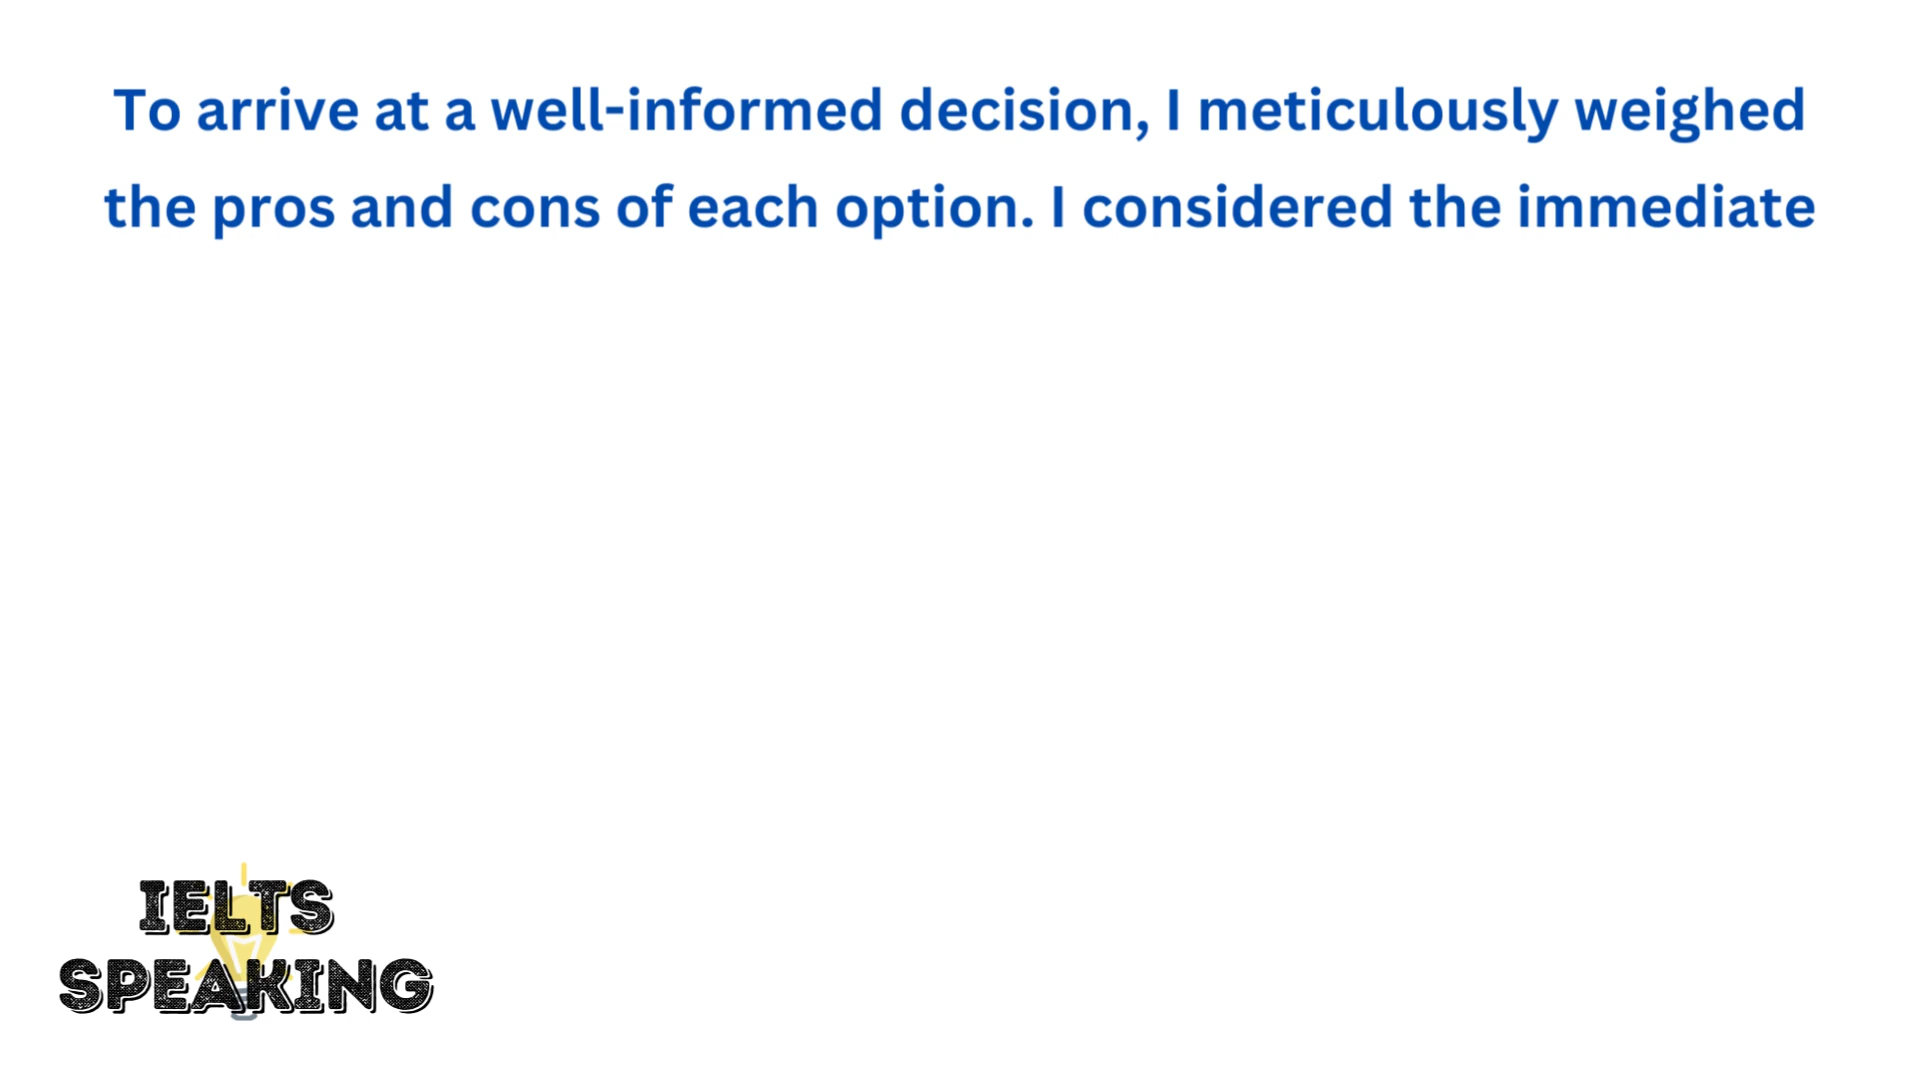 To arrive at a well-informed decision, I meticulously weighed
the pros and cons of each option. I considered the immediate
IELTS
SPEAKING